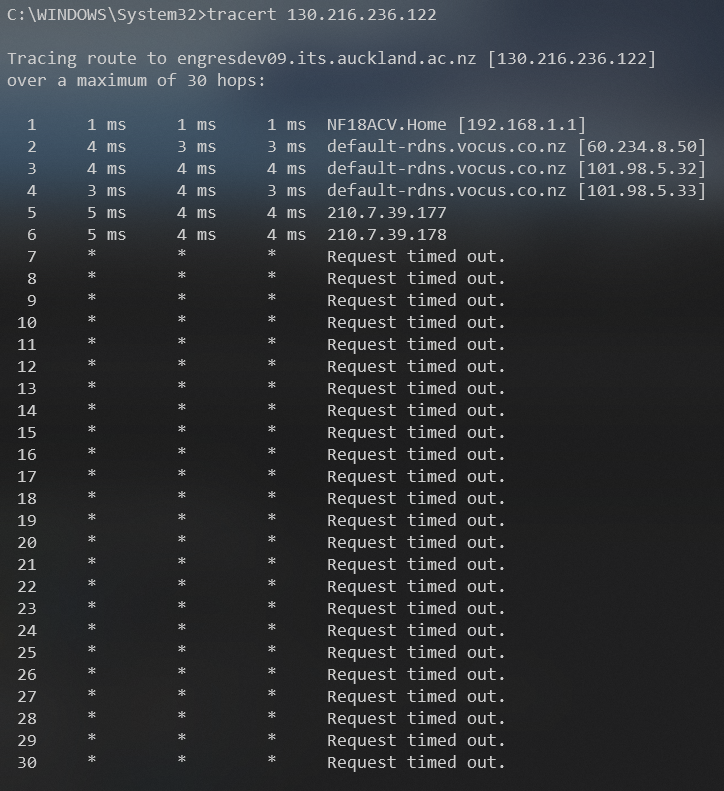 C:\WINDOWS\System32>tracert 130.216.236.122
Tracing route to engresdev09.its.auckland.ac.nz [130.216.236.122]
over a maximum of 30 hops:
1 1 ms 1 ms 1 ms NF18ACV.Home [192.168.1.1]
2 4 ms 3 ms 3 ms default-rdns.vocus.co.nz [60.234.8.50]
3 4 ms 4 ms 4 ms default-rdns.vocus.co.nz [101.98.5.32]
4 3 ms 4 ms 3 ms default-rdns.vocus.co.nz [101.98.5.33]
5 5 ms 4 ms 4 ms 210.7.39.177
6 5 ms 4 ms 4 ms 210.7.39.178
7 * * * Request timed out.
8 * * * Request timed out.
9 * * * Request timed out.
10 * * * Request timed out.
11 * * * Request timed out.
12 * * * Request timed out.
13 * * * Request timed out.
14 * * * Request timed out.
15 * * * Request timed out.
16 * * * Request timed out.
17 * * * Request timed out.
18 * * * Request timed out.
19 * * * Request timed out.
20 * * * Request timed out.
21 * * * Request timed out.
22 * * * Request timed out.
23 * * * Request timed out.
24 * * * Request timed out.
25 * * * Request timed out.
26 * * * Request timed out.
27 * * * Request timed out.
28 * * * Request timed out.
29 * * * Request timed out.
30 * * * Request timed out.